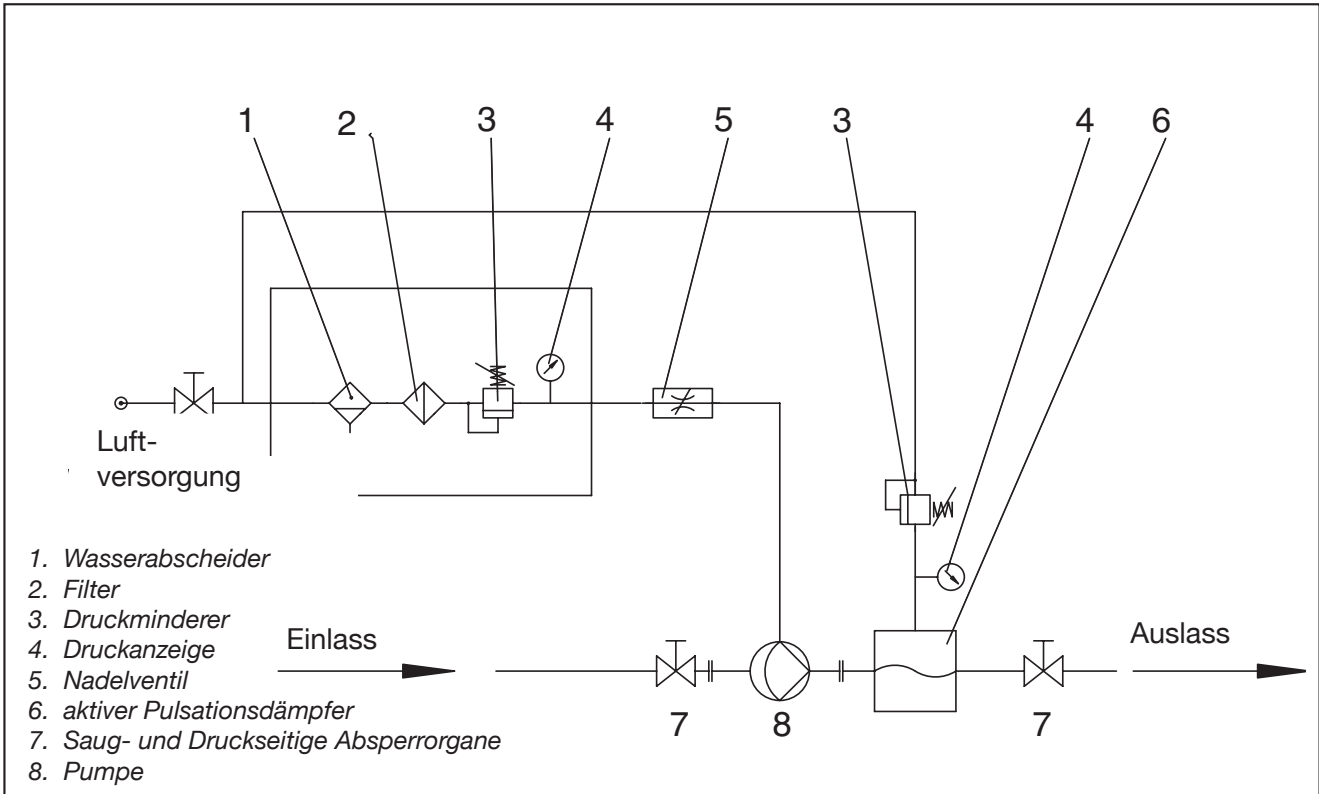 1 2 3 4 5 3 4 6
Luft-
versorgung
1. Wasserabscheider
2. Filter
3. Druckminderer
4. Druckanzeige
5. Nadelventil
6. aktiver Pulsationsdämpfer
7. Saug- und Druckseitige Absperrorgane
8. Pumpe
Einlass
Auslass
7 8 7